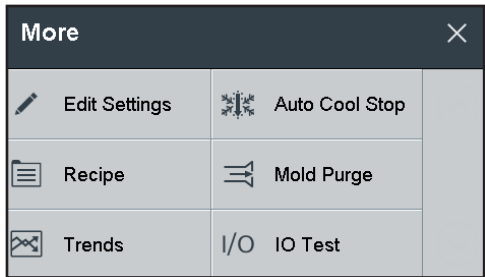 More
Edit Settings
Auto Cool Stop
Recipe
Mold Purge
Trends
I/O IO Test